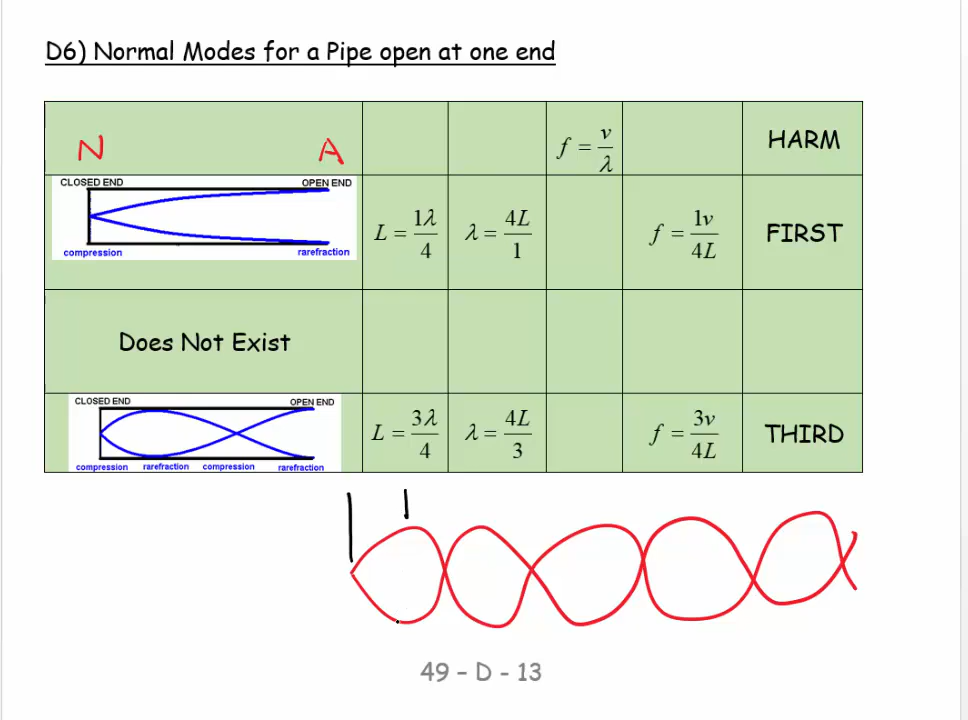 D6) Normal Modes for a Pipe open at one end
N A f = v/λ HARM
CLOSED END OPEN END
L = 1λ/4 λ = 4L/1 f = 1v/4L FIRST
compression rarefraction
Does Not Exist
CLOSED END OPEN END
L = 3λ/4 λ = 4L/3 f = 3v/4L THIRD
compression rarefraction compression rarefraction
49 – D - 13